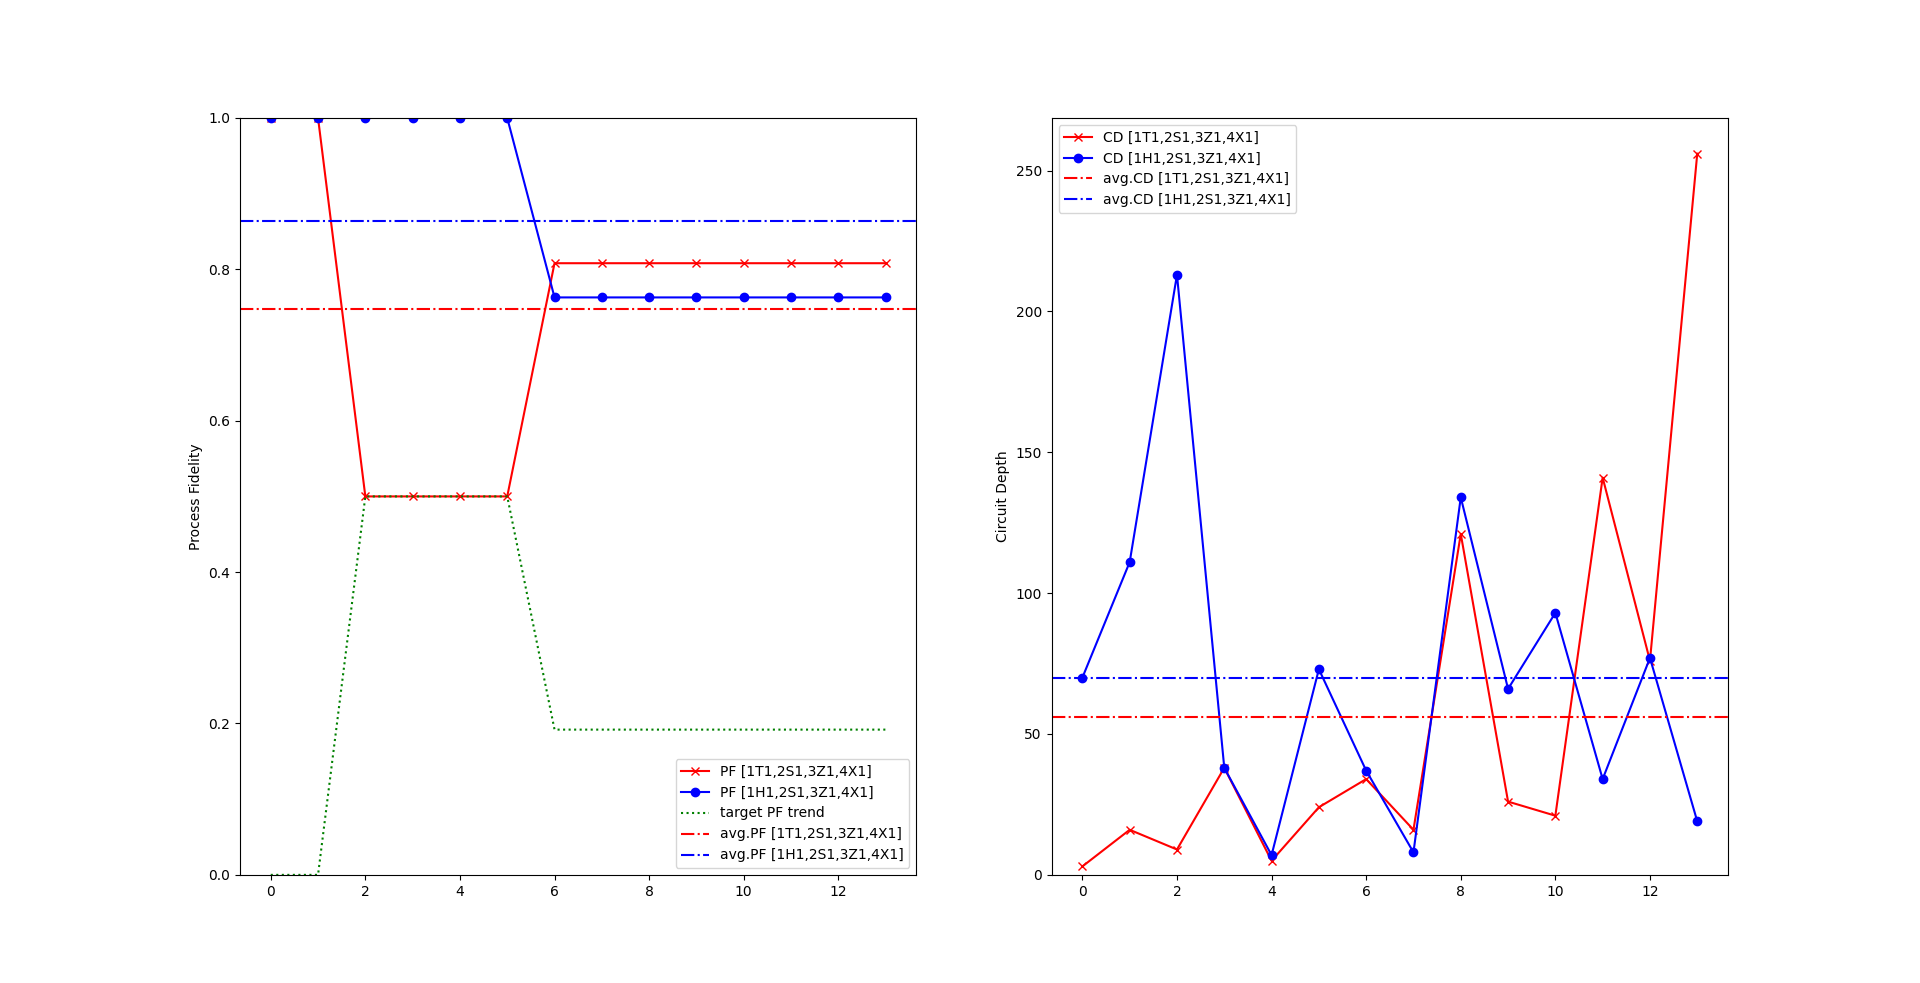 Process Fidelity
1.0
0.8
0.6
0.4
0.2
0.0
0 2 4 6 8 10 12
PF [1T1,2S1,3Z1,4X1]
PF [1H1,2S1,3Z1,4X1]
target PF trend
avg.PF [1T1,2S1,3Z1,4X1]
avg.PF [1H1,2S1,3Z1,4X1]
Circuit Depth
250
200
150
100
50
0
0 2 4 6 8 10 12
CD [1T1,2S1,3Z1,4X1]
CD [1H1,2S1,3Z1,4X1]
avg.CD [1T1,2S1,3Z1,4X1]
avg.CD [1H1,2S1,3Z1,4X1]